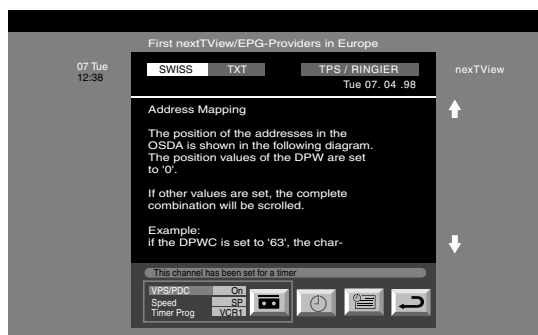 First nextTView/EPG-Providers in Europe
07 Tue
12:38
SWISS TXT TPS / RINGIER
nexTView
Tue 07. 04 .98
Address Mapping
The position of the addresses in the
OSDA is shown in the following diagram.
The position values of the DPW are set
to '0'.
If other values are set, the complete
combination will be scrolled.
Example:
if the DPWC is set to '63', the char-
This channel has been set for a timer
VPS/PDC On
Speed SP
Timer Prog VCR1